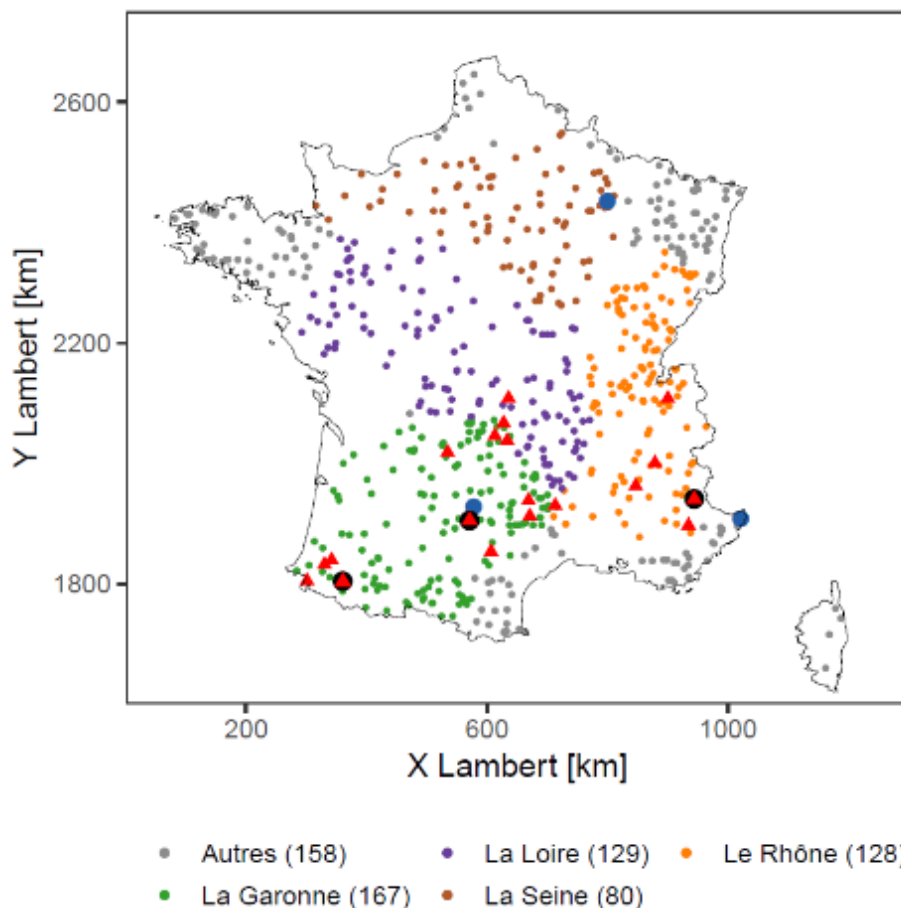 2600
2200
1800
Y Lambert [km]
200 600 1000
X Lambert [km]
Autres (158) La Loire (129) Le Rhône (128)
La Garonne (167) La Seine (80)